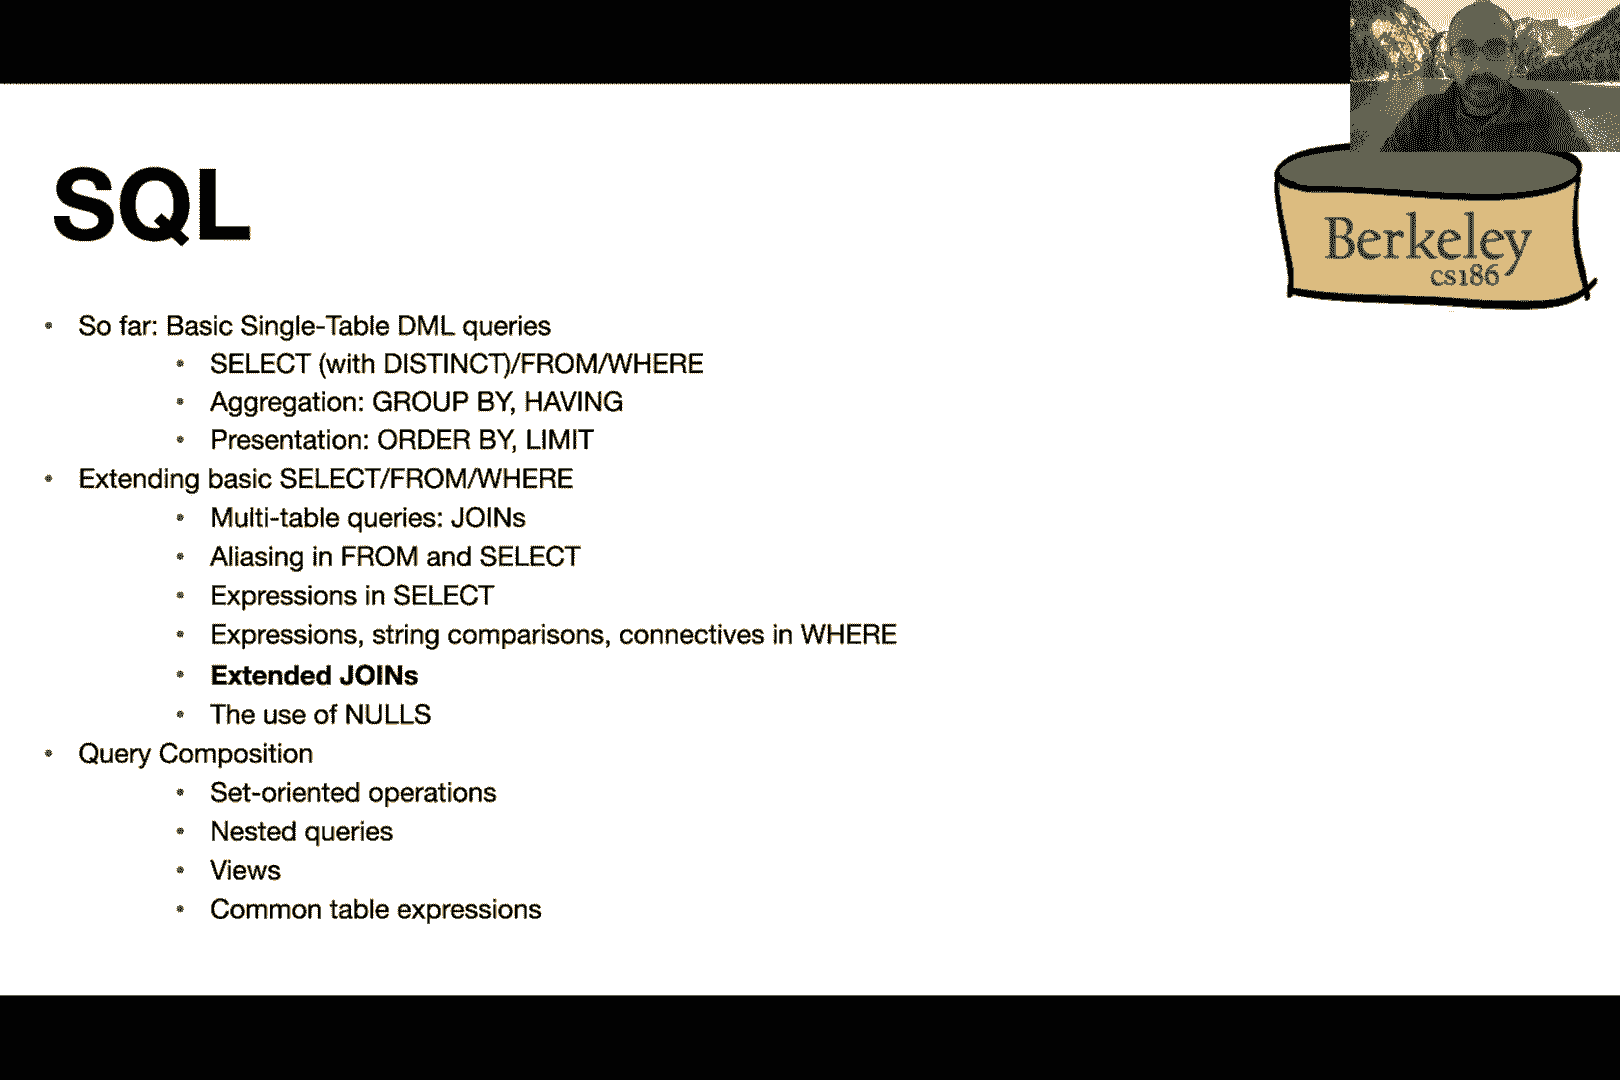 SQL
Berkeley
cs186
• So far: Basic Single-Table DML queries
• SELECT (with DISTINCT)/FROM/WHERE
• Aggregation: GROUP BY, HAVING
• Presentation: ORDER BY, LIMIT
• Extending basic SELECT/FROM/WHERE
• Multi-table queries: JOINs
• Aliasing in FROM and SELECT
• Expressions in SELECT
• Expressions, string comparisons, connectives in WHERE
• Extended JOINs
• The use of NULLS
• Query Composition
• Set-oriented operations
• Nested queries
• Views
• Common table expressions